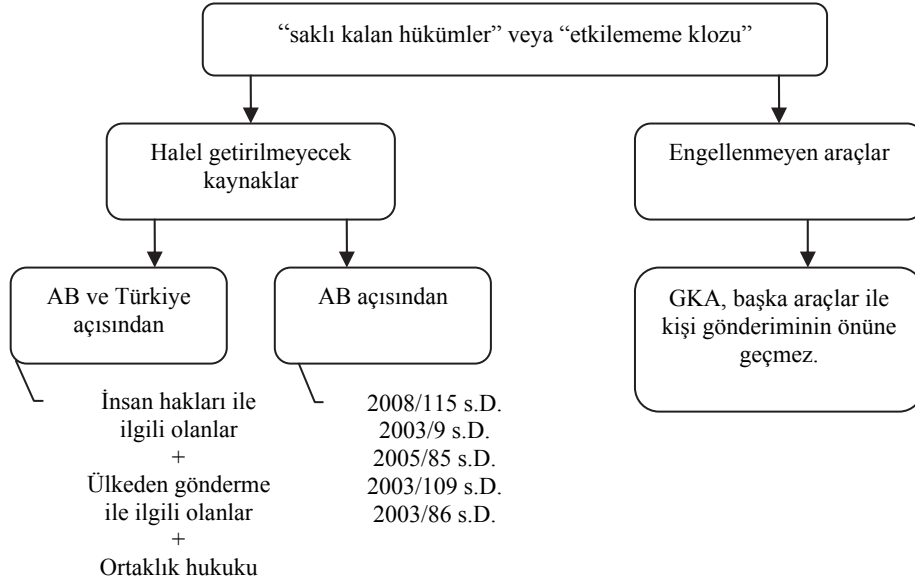 “saklı kalan hükümler” veya “etkilememe klozu”
Halel getirilmeyecek
kaynaklar
Engellenmeyen araçlar
AB ve Türkiye
açısından
AB açısından
GKA, başka araçlar ile
kişi gönderiminin önüne
geçmez.
İnsan hakları ile
ilgili olanlar
+
Ülkeden gönderme
ile ilgili olanlar
+
Ortaklık hukuku
2008/115 s.D.
2003/9 s.D.
2005/85 s.D.
2003/109 s.D.
2003/86 s.D.